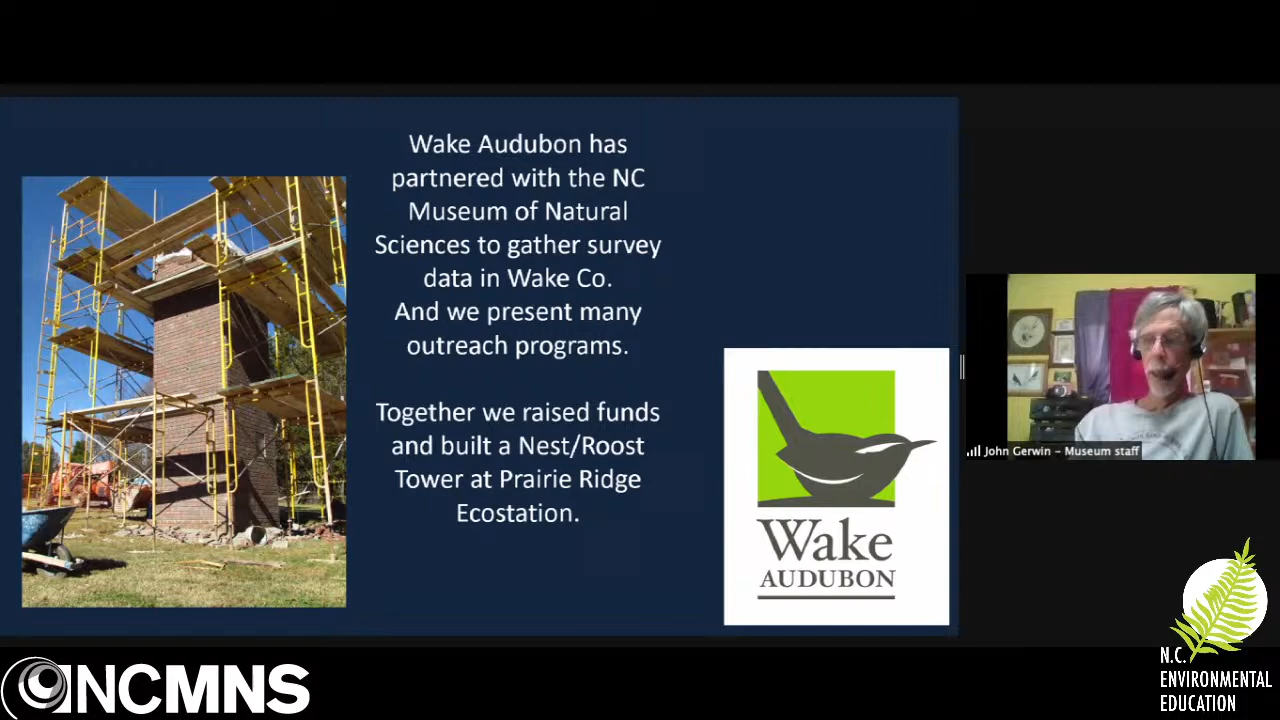 Wake Audubon has
partnered with the NC
Museum of Natural
Sciences to gather survey
data in Wake Co.
And we present many
outreach programs.
Together we raised funds
and built a Nest/Roost
Tower at Prairie Ridge
Ecostation.
Wake
AUDUBON
John Gerwin - Museum staff
NCMNS
N.C.
ENVIRONMENTAL
EDUCATION